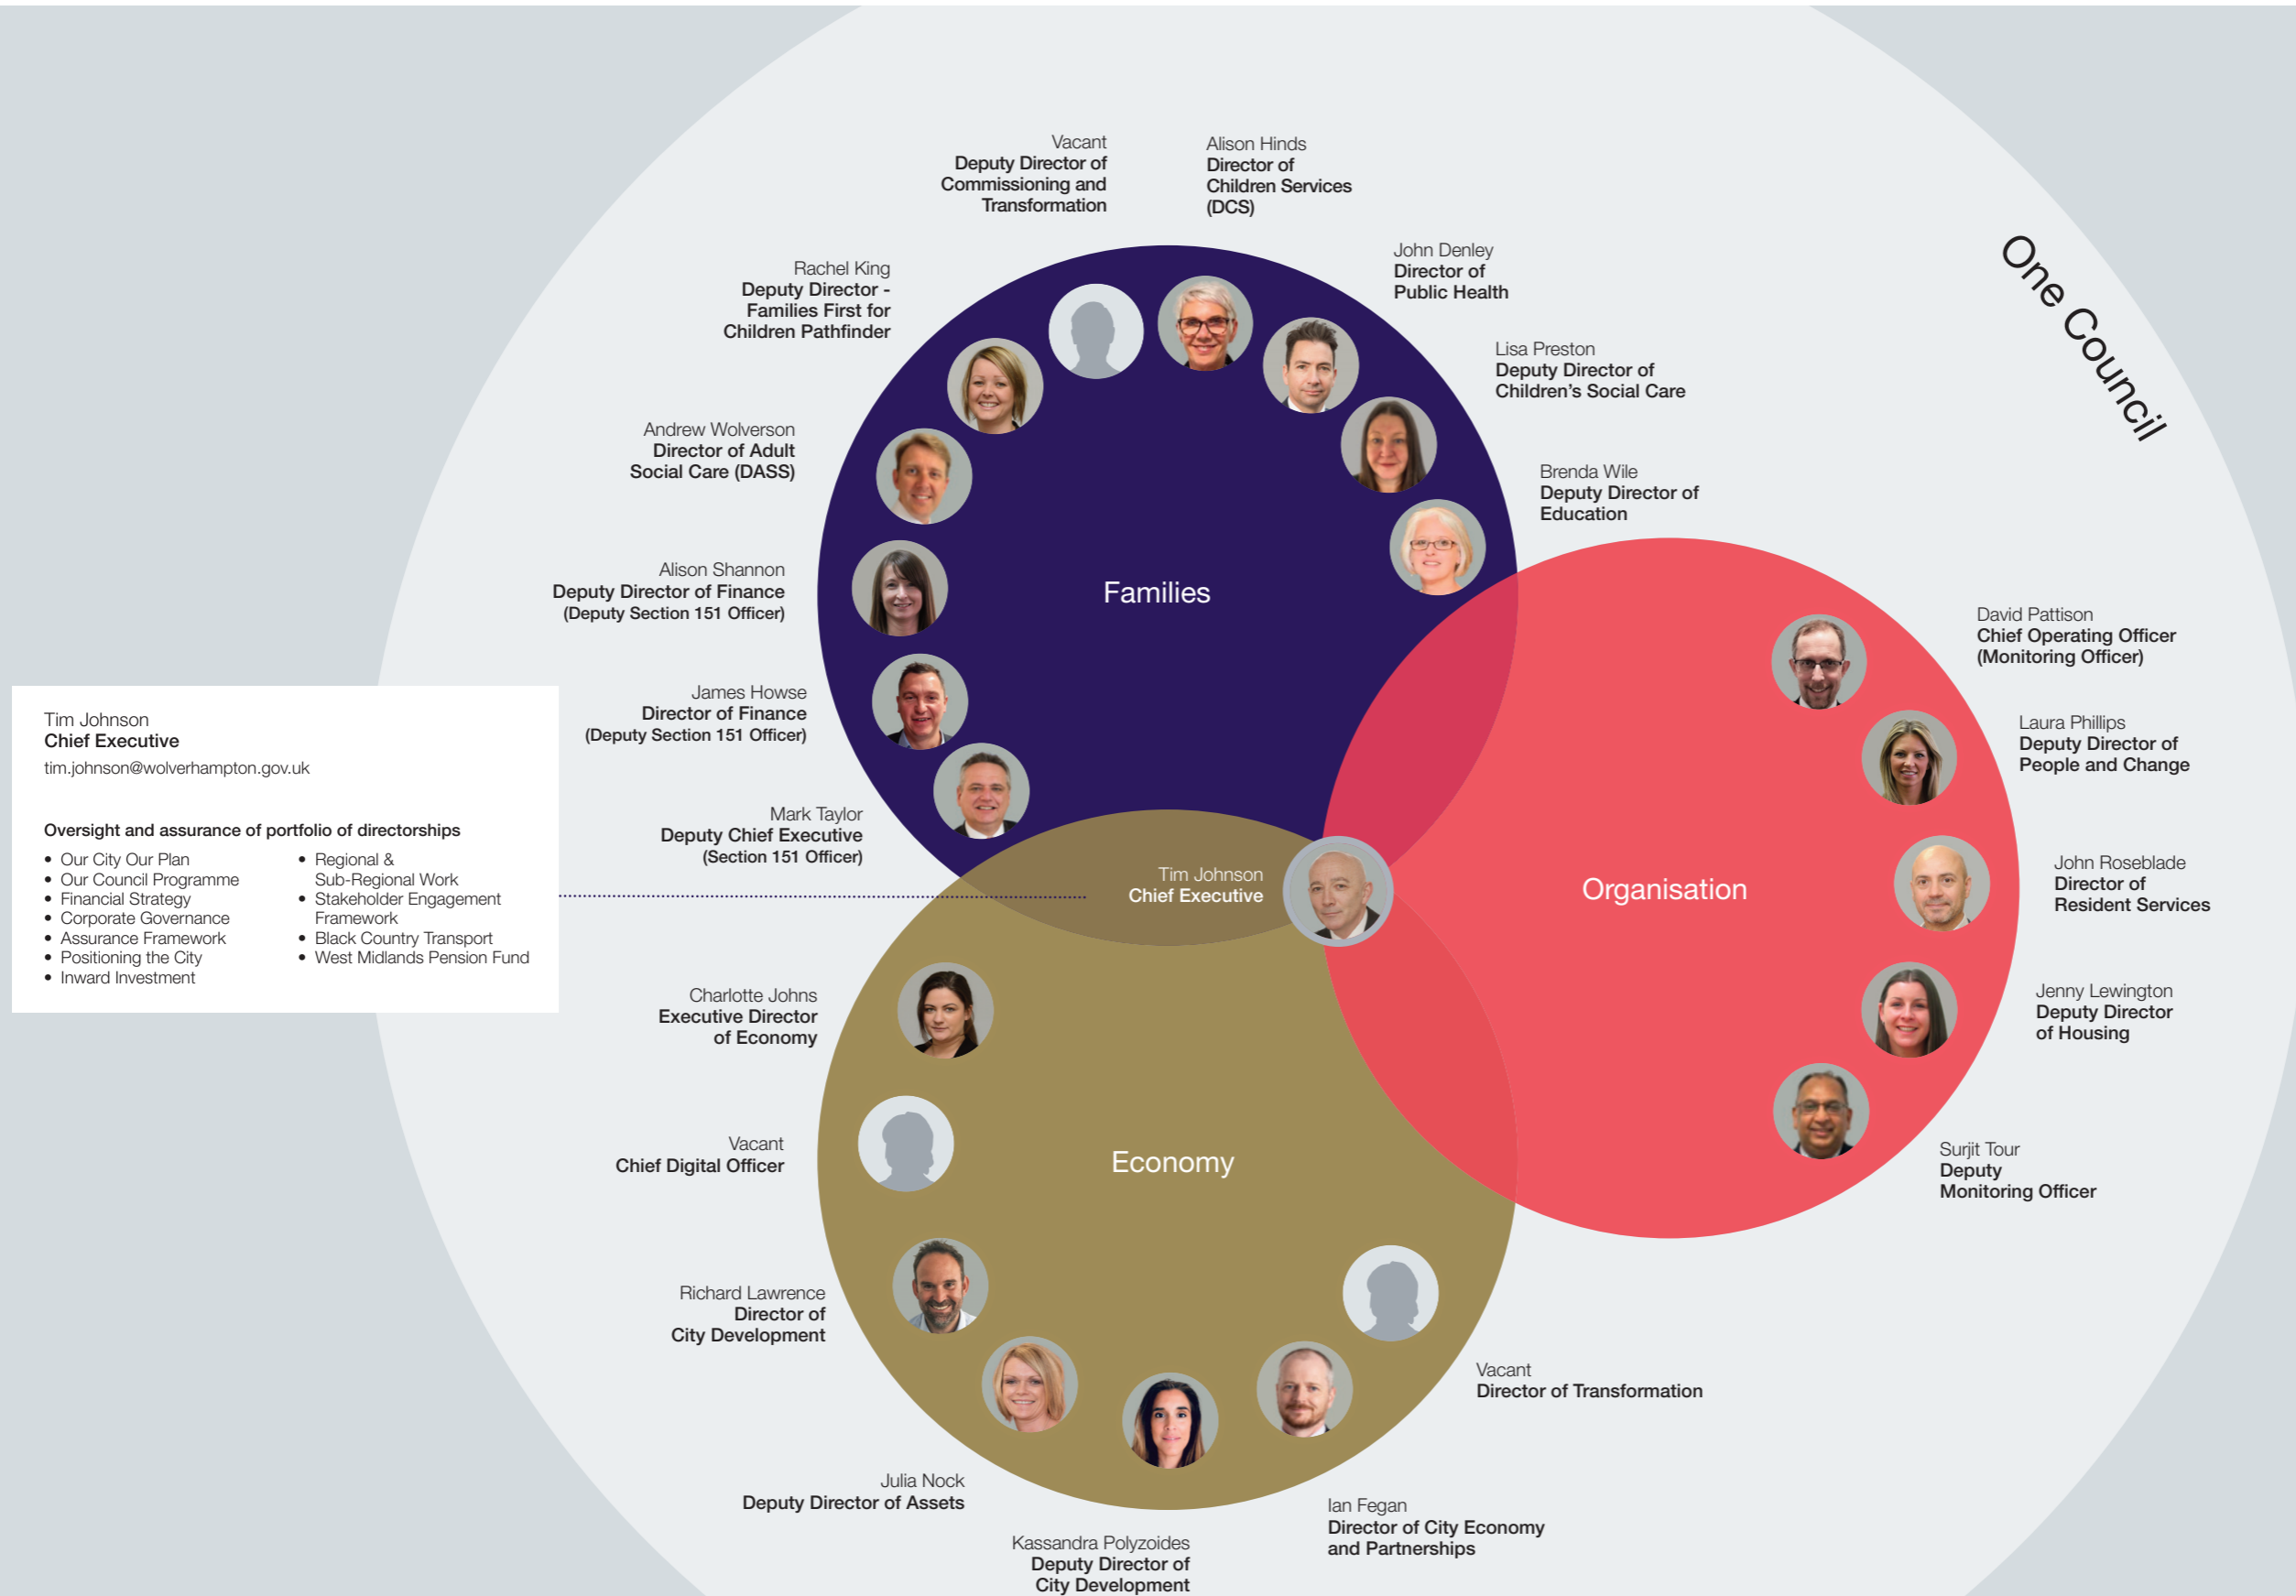 Vacant
Deputy Director of
Commissioning and
Transformation
Alison Hinds
Director of
Children Services
(DCS)
John Denley
Director of
Public Health
Rachel King
Deputy Director -
Families First for
Children Pathfinder
One Council
Lisa Preston
Deputy Director of
Children’s Social Care
Andrew Wolverson
Director of Adult
Social Care (DASS)
Brenda Wile
Deputy Director of
Education
Alison Shannon
Deputy Director of Finance
(Deputy Section 151 Officer)
Families
David Pattison
Chief Operating Officer
(Monitoring Officer)
James Howse
Director of Finance
(Deputy Section 151 Officer)
Laura Phillips
Deputy Director of
People and Change
Tim Johnson
Chief Executive
tim.johnson@wolverhampton.gov.uk
Oversight and assurance of portfolio of directorships
• Our City Our Plan
• Our Council Programme
• Financial Strategy
• Corporate Governance
• Assurance Framework
• Positioning the City
• Inward Investment
• Regional &
Sub-Regional Work
• Stakeholder Engagement
Framework
• Black Country Transport
• West Midlands Pension Fund
Mark Taylor
Deputy Chief Executive
(Section 151 Officer)
Tim Johnson
Chief Executive
Organisation
John Roseblade
Director of
Resident Services
Charlotte Johns
Executive Director
of Economy
Jenny Lewington
Deputy Director
of Housing
Vacant
Chief Digital Officer
Economy
Surjit Tour
Deputy
Monitoring Officer
Richard Lawrence
Director of
City Development
Vacant
Director of Transformation
Julia Nock
Deputy Director of Assets
Kassandra Polyzoides
Deputy Director of
City Development
Ian Fegan
Director of City Economy
and Partnerships